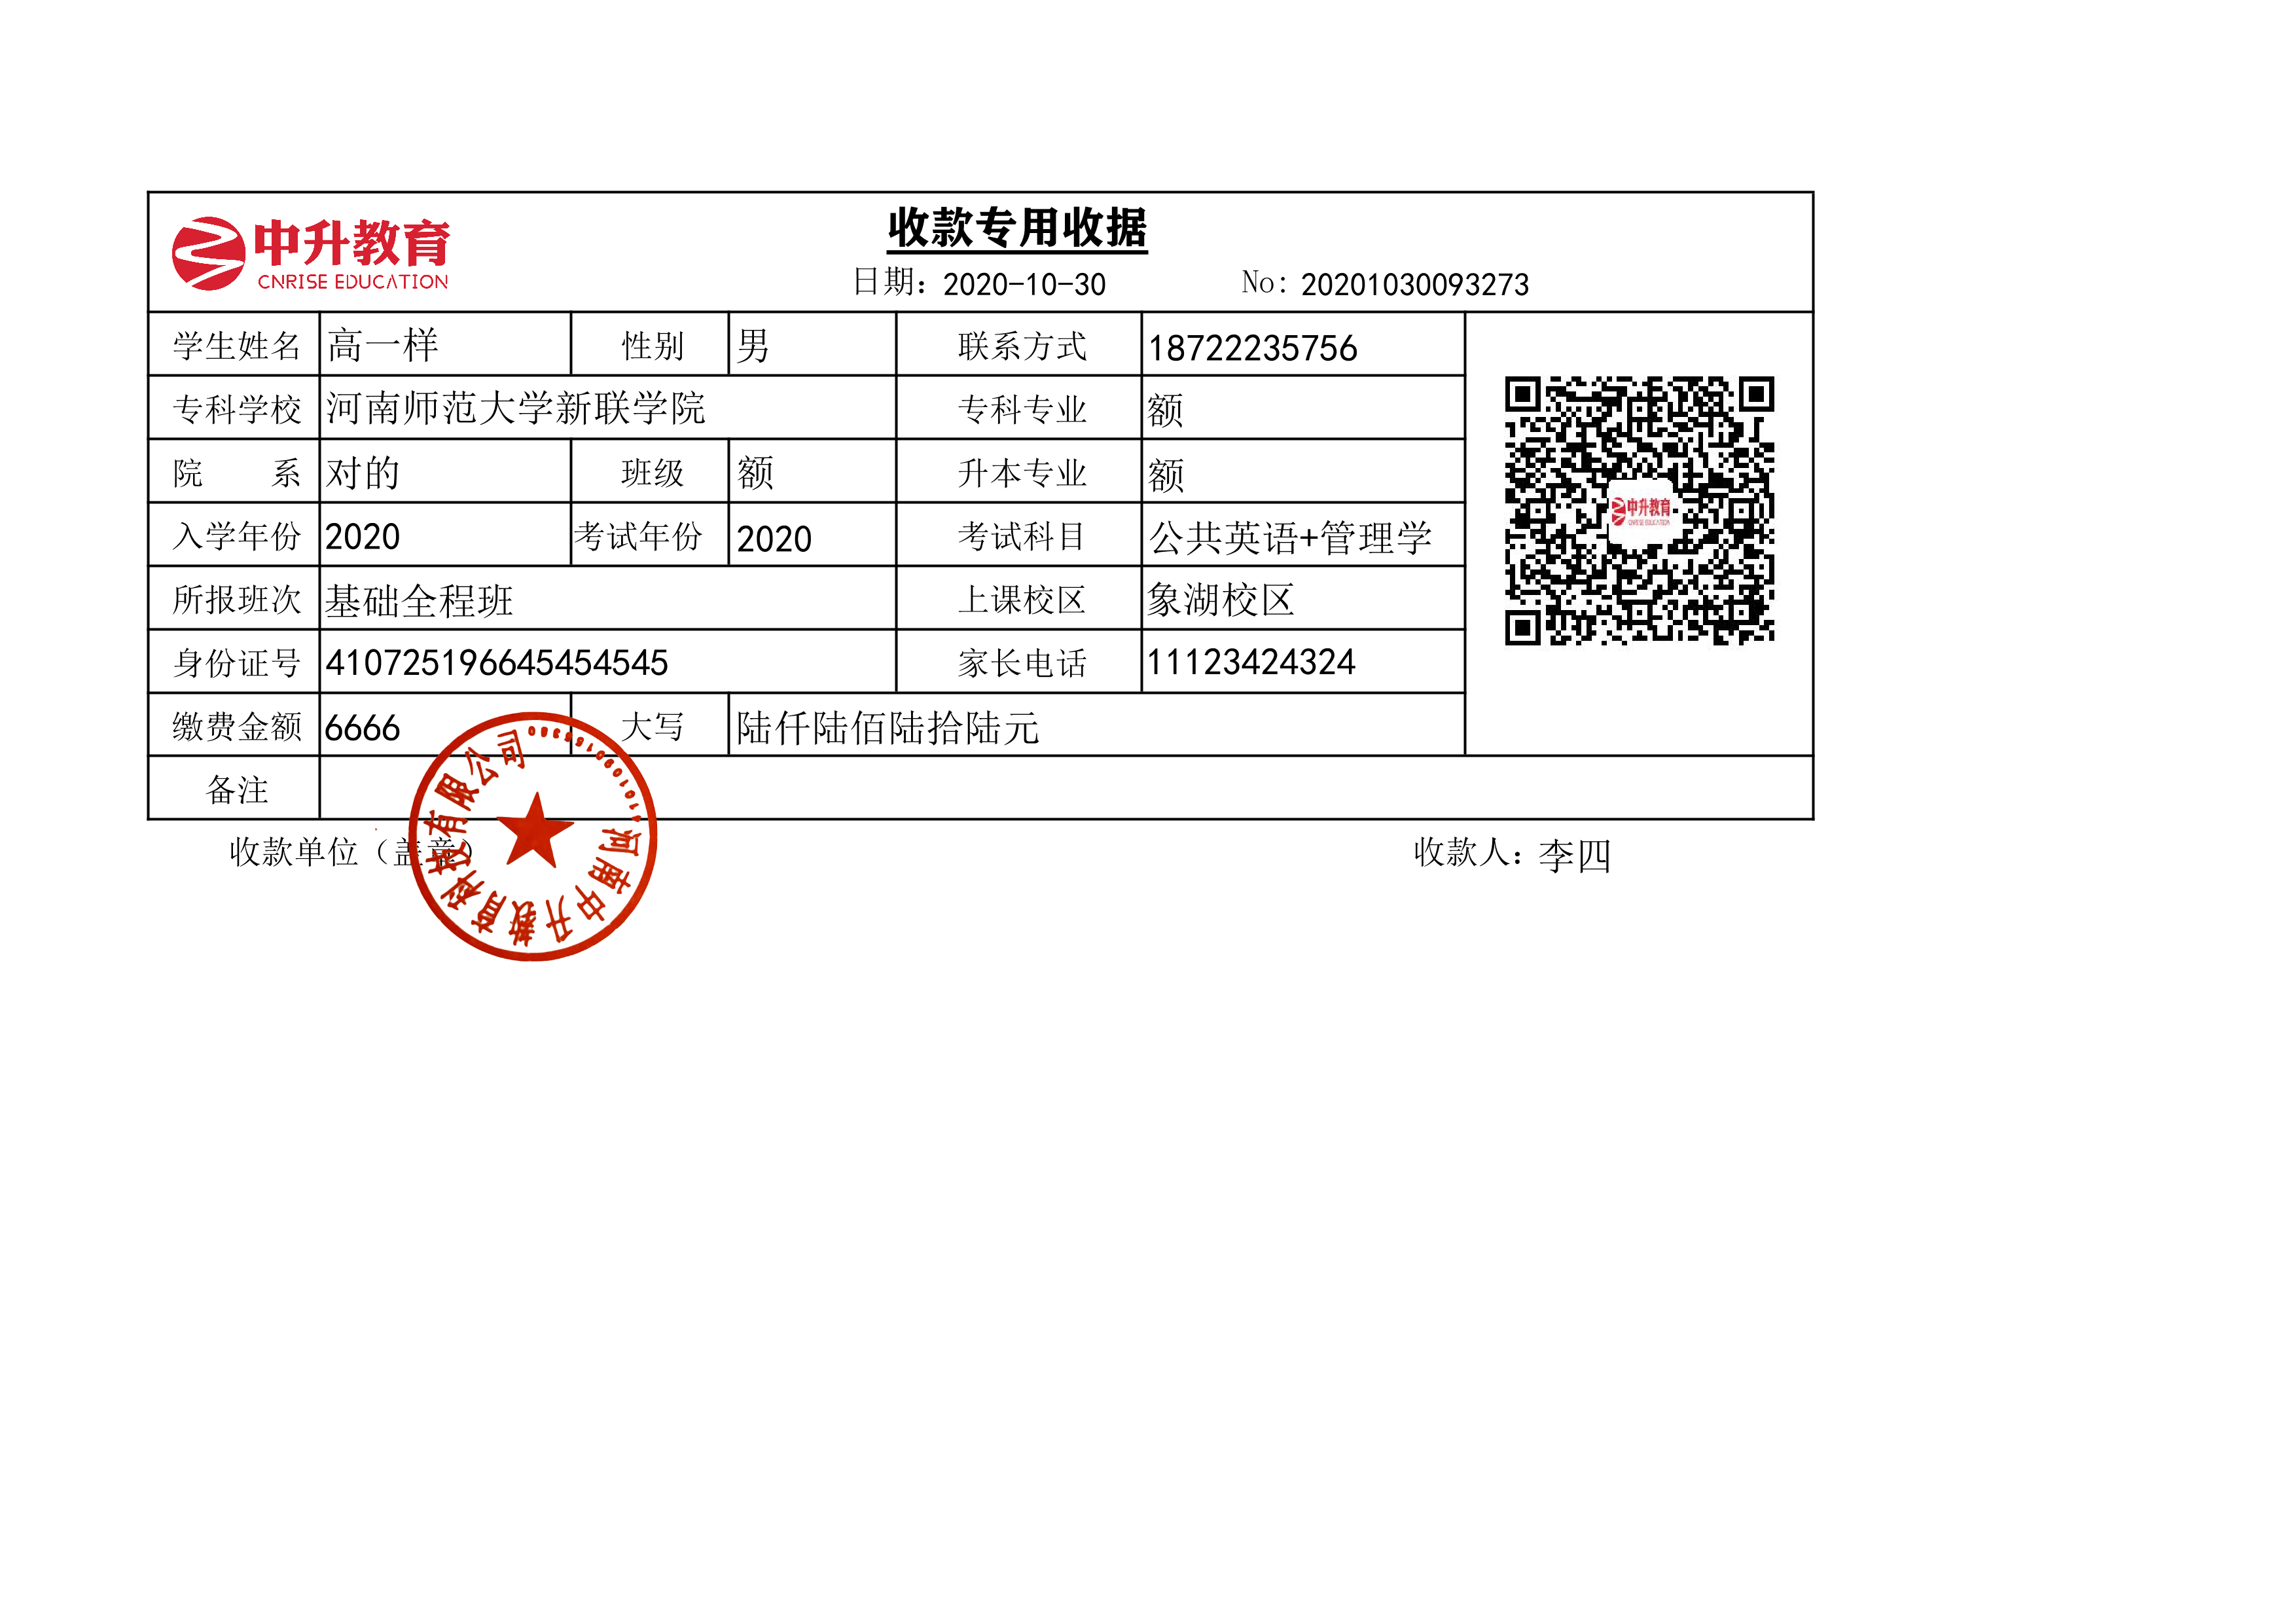 中升教育
CNRISE EDUCATION
收款专用收据
日期：2020-10-30 No：20201030093273
学生姓名 高一样 性别 男 联系方式 18722235756
专科学校 河南师范大学新联学院 专科专业 额
院 系 对的 班级 额 升本专业 额
入学年份 2020 考试年份 2020 考试科目 公共英语+管理学
所报班次 基础全程班 上课校区 象湖校区
身份证号 410725196645454545 家长电话 11123424324
缴费金额 6666 大写 陆仟陆佰陆拾陆元
备注
收款单位（盖章） 收款人：李四
河南中升教育科技有限公司
中升教育
CNRISE EDUCATION